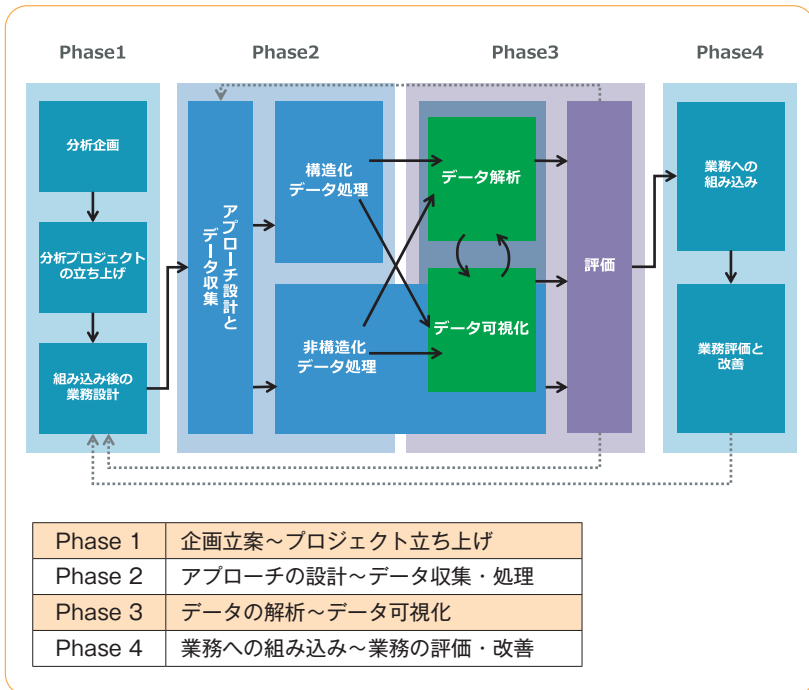 Phase1
Phase2
Phase3
Phase4
分析企画
分析プロジェクト
の立ち上げ
組み込み後の
業務設計
アプローチ設計と
データ収集
構造化
データ処理
非構造化
データ処理
データ解析
データ可視化
評価
業務への
組み込み
業務評価と
改善
Phase 1 企画立案～プロジェクト立ち上げ
Phase 2 アプローチの設計～データ収集・処理
Phase 3 データの解析～データ可視化
Phase 4 業務への組み込み～業務の評価・改善